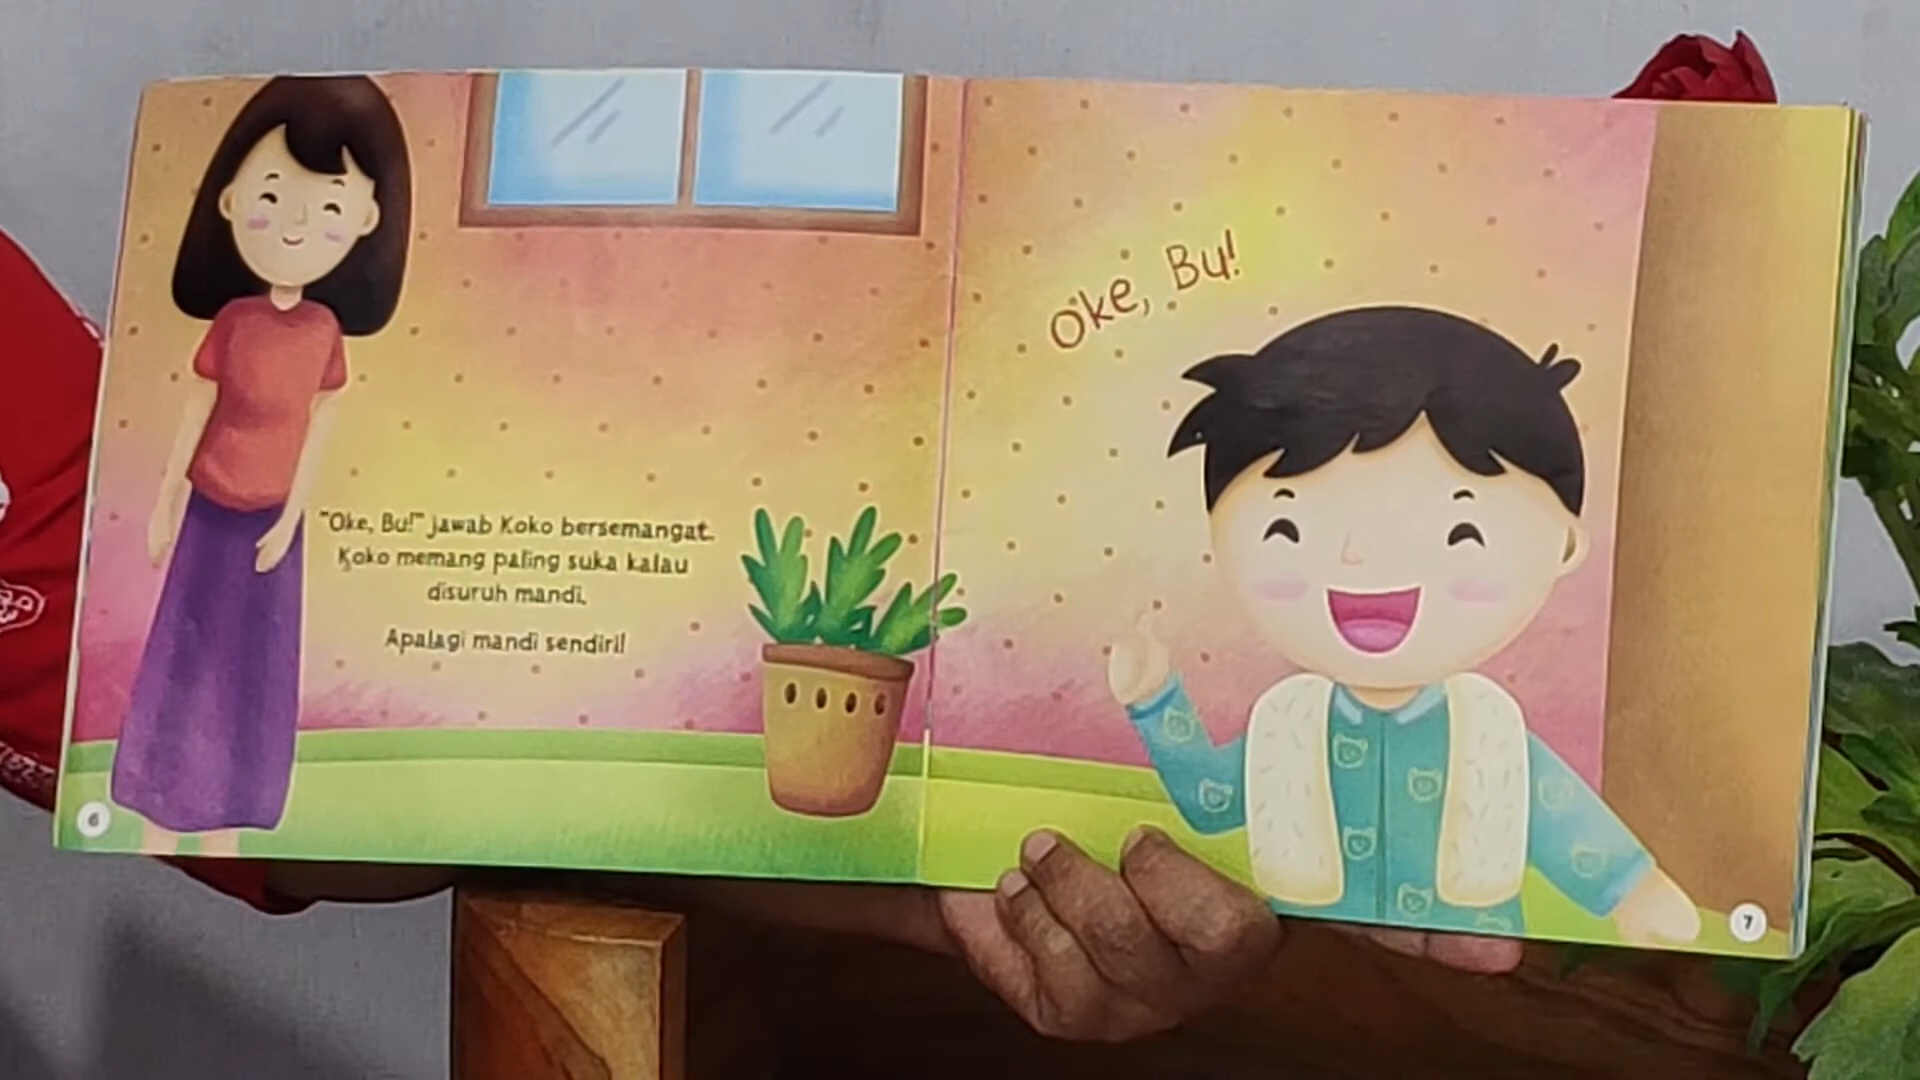 "Oke, Bu!" jawab Koko bersemangat.
Koko memang paling suka kalau
disuruh mandi.
Apalagi mandi sendiri!
6
Oke, Bu!
7